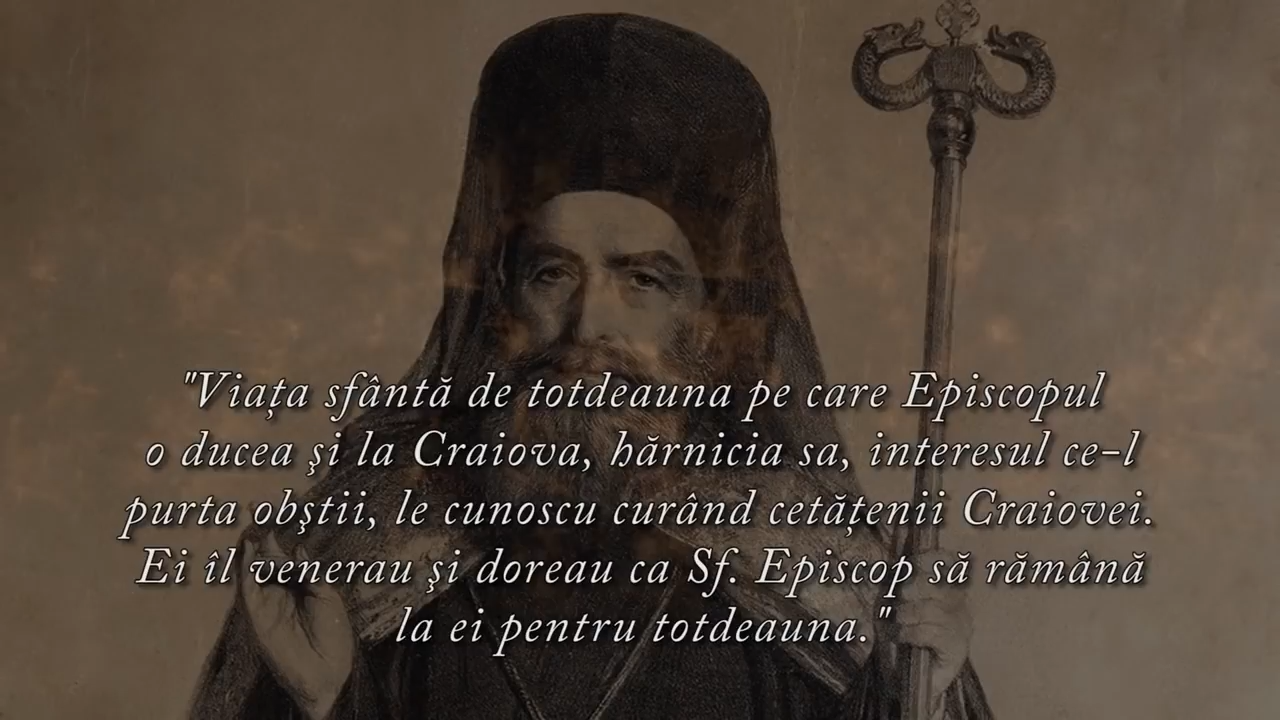 "Viața sfântă de totdeauna pe care Episcopul
o ducea şi la Craiova, hărnicia sa, interesul ce-l
purta obştii, le cunoscu curând cetățenii Craiovei.
Ei îl venerau şi doreau ca Sf. Episcop să rămână
la ei pentru totdeauna."